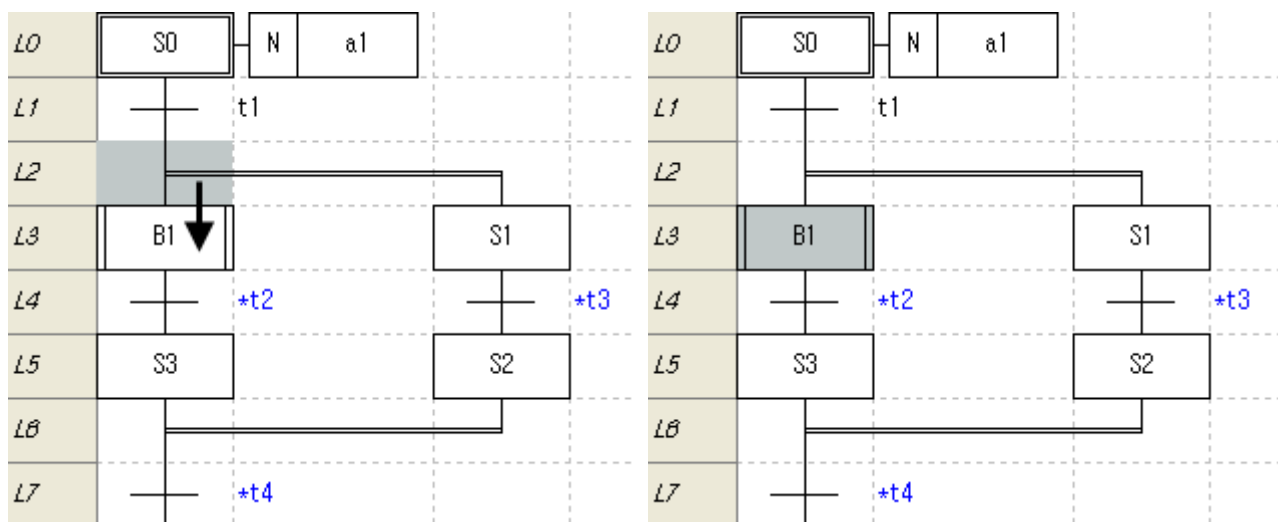 L0 S0 N a1 L0 S0 N a1
L1 t1 L1 t1
L2 L2
L3 B1 S1 L3 B1 S1
L4 *t2 *t3 L4 *t2 *t3
L5 S3 S2 L5 S3 S2
L6 L6
L7 *t4 L7 *t4